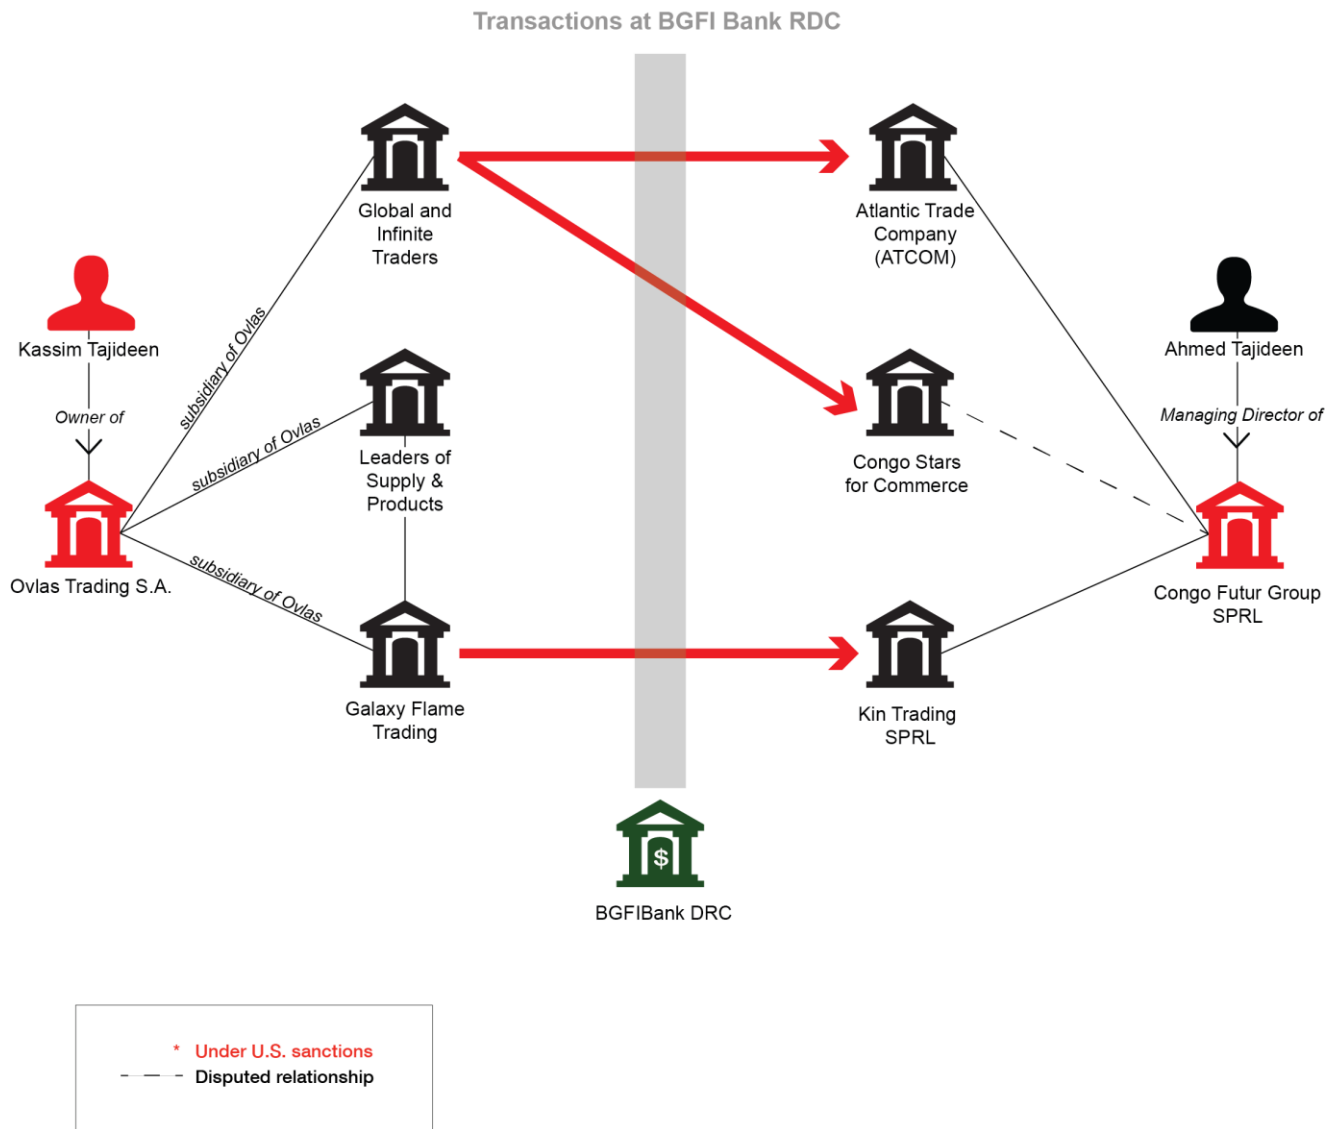 Transactions at BGFI Bank RDC
Global and
Infinite
Traders
Atlantic Trade
Company
(ATCOM)
Kassim Tajideen
Ahmed Tajideen
subsidiary of Ovlas
Owner of
Managing Director of
subsidiary of Ovlas
Leaders of
Supply &
Products
Congo Stars
for Commerce
Ovlas Trading S.A.
subsidiary of Ovlas
Congo Futur Group
SPRL
Galaxy Flame
Trading
Kin Trading
SPRL
$
BGFIBank DRC
* Under U.S. sanctions
Disputed relationship